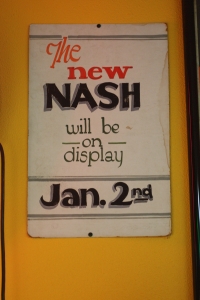 The
new
NASH
will be
on
display
Jan. 2nd